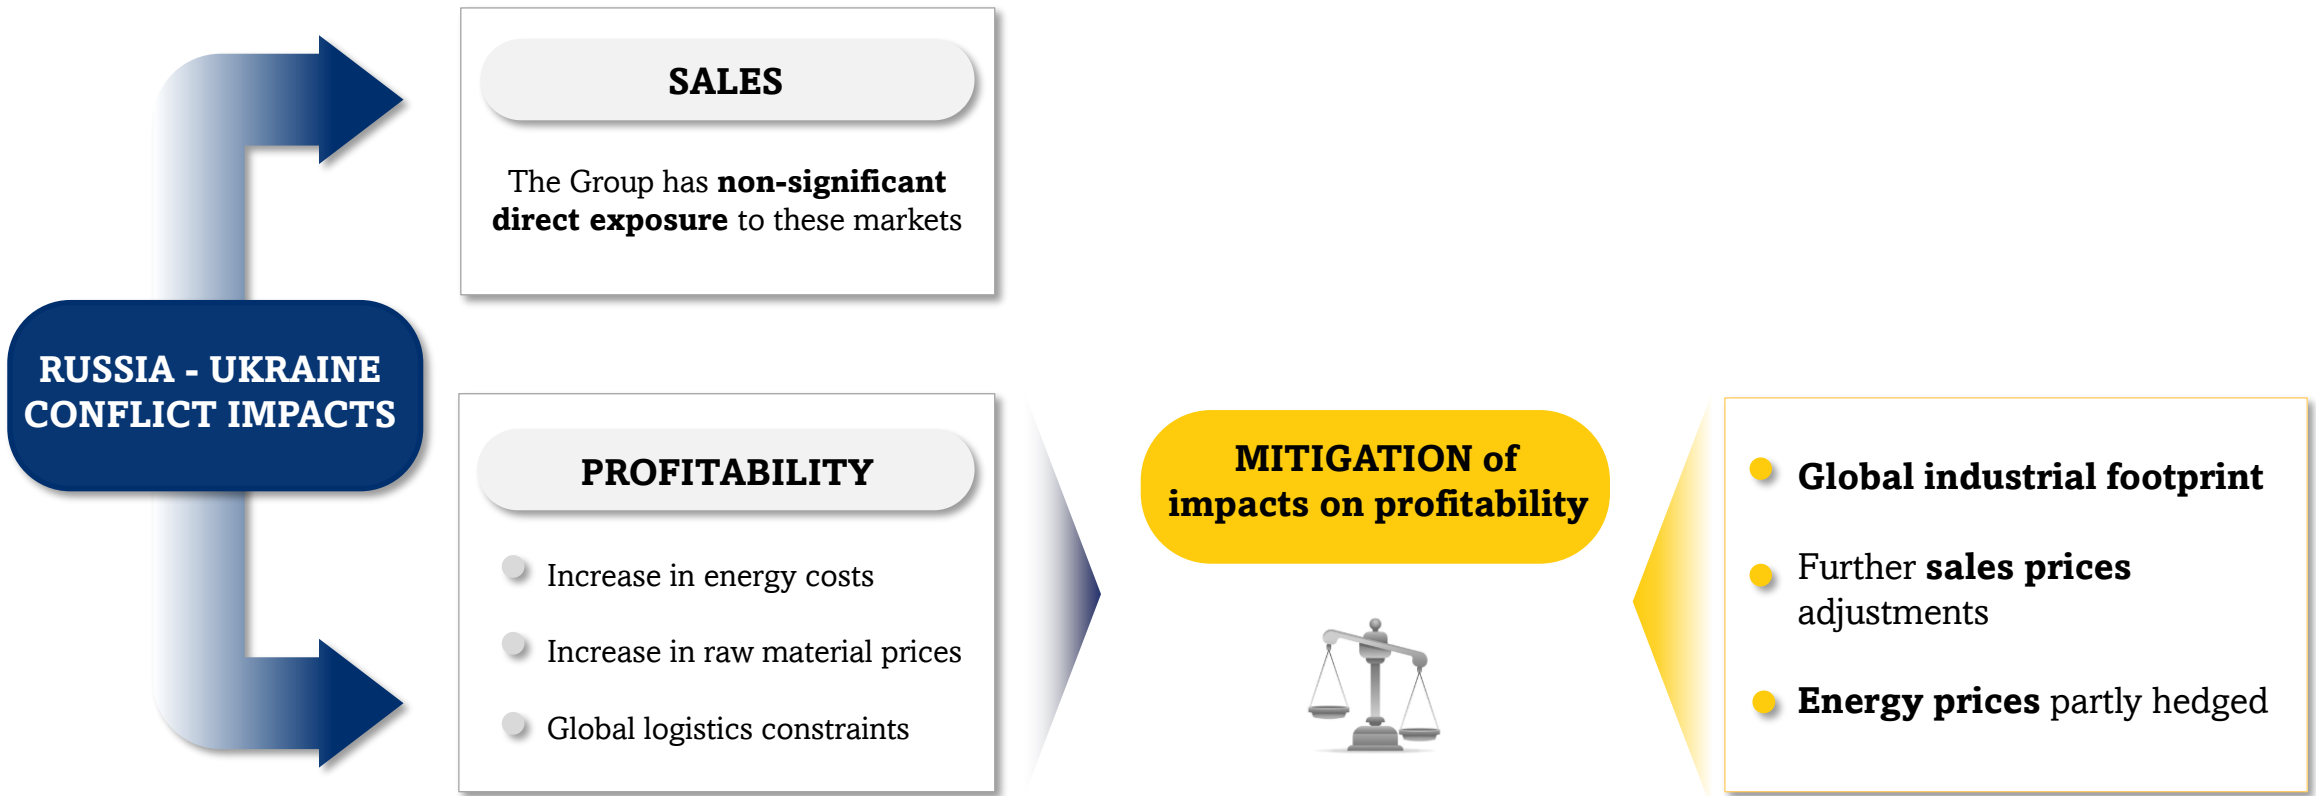 SALES
The Group has non-significant
direct exposure to these markets
RUSSIA - UKRAINE
CONFLICT IMPACTS
PROFITABILITY
Increase in energy costs
Increase in raw material prices
Global logistics constraints
MITIGATION of
impacts on profitability
Global industrial footprint
Further sales prices
adjustments
Energy prices partly hedged